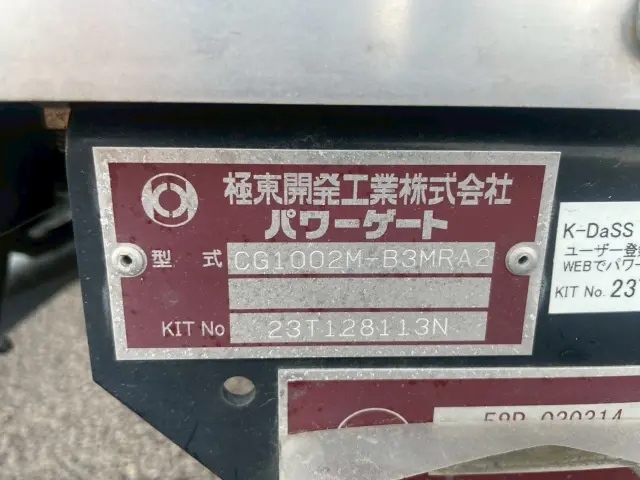 極東開発工業株式会社
パワーゲート
型 式 CG1002M-B3MRA2
KIT No 23T128113N
K-DaSS
ユーザー登
WEBでパワー
KIT No. 23T